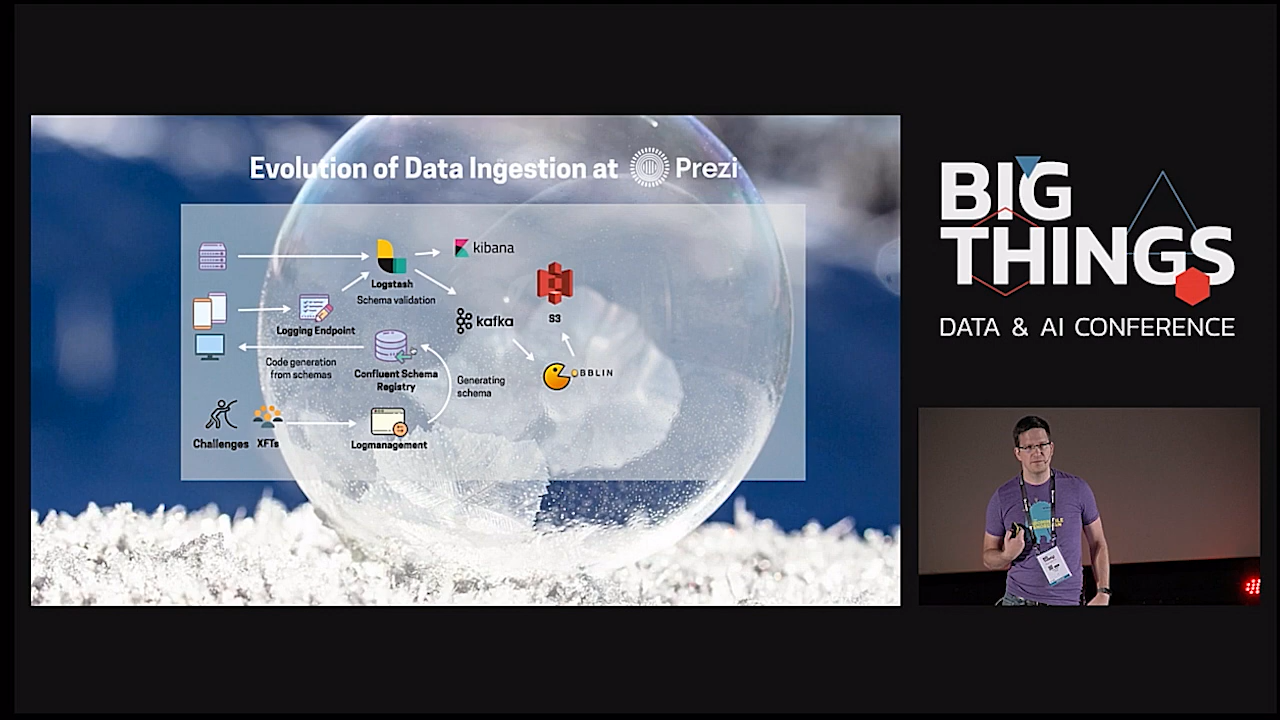 Evolution of Data Ingestion at Prezi
kibana
Logstash
Schema validation
kafka
S3
Logging Endpoint
Code generation
from schemas
Confluent Schema
Registry
Generating
schema
BBLIN
Challenges
XFTs
Logmanagement
BIG
THINGS
DATA & AI CONFERENCE